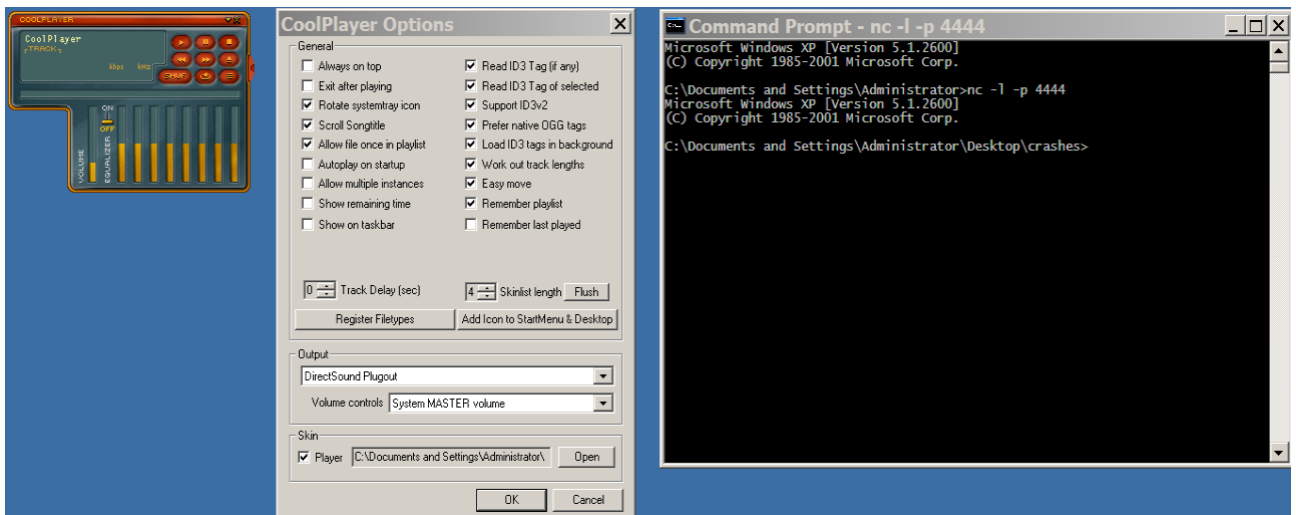 COOLPLAYER
CoolPlayer
TRACK
kbps kHz
SHUF
ON
OFF
VOLUME
EQUALIZER
CoolPlayer Options
General
Always on top
Exit after playing
Rotate systemtray icon
Scroll Songtitle
Allow file once in playlist
Autoplay on startup
Allow multiple instances
Show remaining time
Show on taskbar
Read ID3 Tag (if any)
Read ID3 Tag of selected
Support ID3v2
Prefer native OGG tags
Load ID3 tags in background
Work out track lengths
Easy move
Remember playlist
Remember last played
0 Track Delay (sec)
4 Skinlist length Flush
Register Filetypes
Add Icon to StartMenu & Desktop
Output
DirectSound Plugout
Volume controls System MASTER volume
Skin
Player C:\Documents and Settings\Administrator\ Open
OK Cancel
Command Prompt - nc -l -p 4444
Microsoft Windows XP [Version 5.1.2600]
(C) Copyright 1985-2001 Microsoft Corp.
C:\Documents and Settings\Administrator>nc -l -p 4444
Microsoft Windows XP [Version 5.1.2600]
(C) Copyright 1985-2001 Microsoft Corp.
C:\Documents and Settings\Administrator\Desktop\crashes>